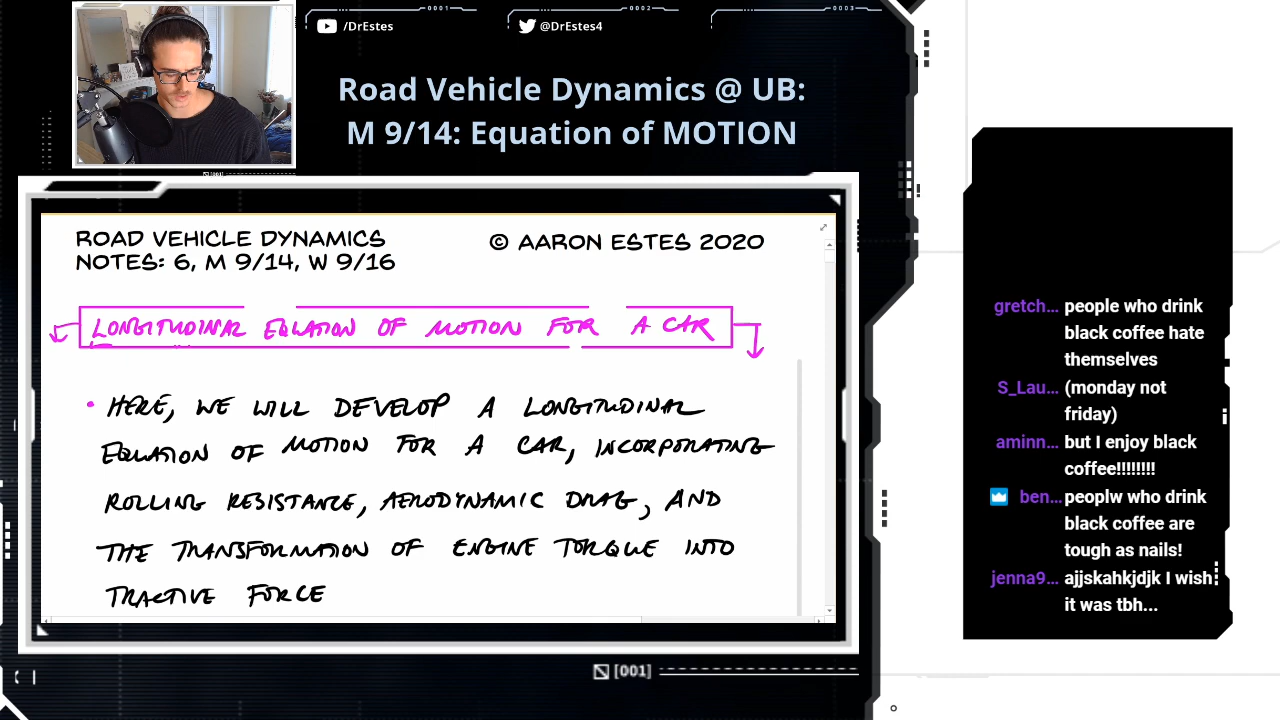 0001
0002
0003
/DrEstes
@DrEstes4
Road Vehicle Dynamics @ UB:
M 9/14: Equation of MOTION
[001]
ROAD VEHICLE DYNAMICS
© AARON ESTES 2020
NOTES: 6, M 9/14, W 9/16
LONGITUDINAL EQUATION OF MOTION FOR A CAR
• HERE, WE WILL DEVELOP A LONGITUDINAL
EQUATION OF MOTION FOR A CAR, INCORPORATING
ROLLING RESISTANCE, AERODYNAMIC DRAG, AND
THE TRANSFORMATION OF ENGINE TORQUE INTO
TRACTIVE FORCE
[001]
gretch... people who drink
black coffee hate
themselves
S_Lau... (monday not
friday)
aminn... but I enjoy black
coffee!!!!!!!!
ben... peoplw who drink
black coffee are
tough as nails!
jenna9... ajjskahkjdjk I wish
it was tbh...